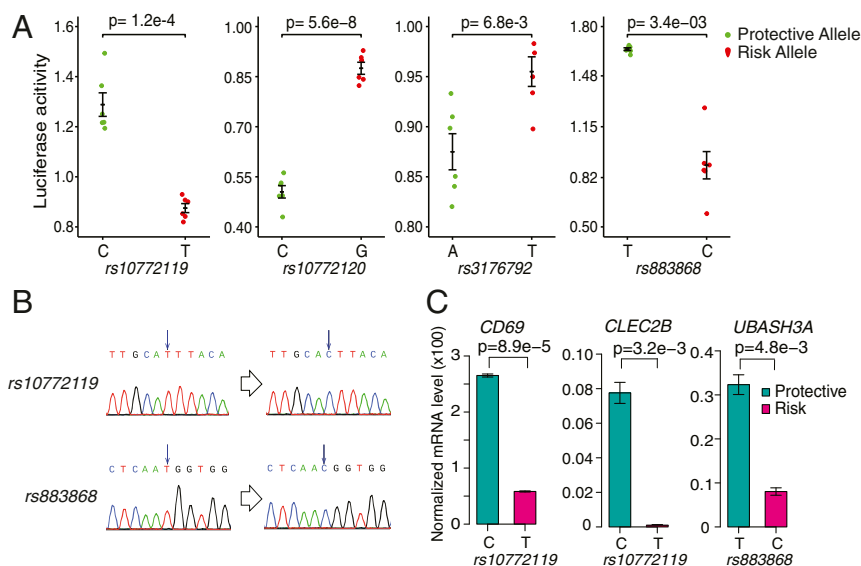 A
Luciferase acitivity
p= 1.2e-4
1.6
1.4
1.2
1.0
0.8
C T
rs10772119
p= 5.6e-8
0.85
0.70
0.55
0.40
C G
rs10772120
p= 6.8e-3
1.00
0.95
0.90
0.85
0.80
A T
rs3176792
p= 3.4e-03
1.80
1.48
1.15
0.82
0.50
T C
rs883868
Protective Allele
Risk Allele
B
rs10772119
T T G C A T T T A C A
T T G C A C T T A C A
rs883868
C T C A A T G G T G G
C T C A A C G G T G G
C
Normalized mRNA level (x100)
CD69
p=8.9e-5
3
2
1
0
C T
rs10772119
CLEC2B
p=3.2e-3
0.10
0.08
0.06
0.04
0.02
0
C T
rs10772119
UBASH3A
p=4.8e-3
0.4
0.3
0.2
0.1
0
T C
rs883868
Protective
Risk